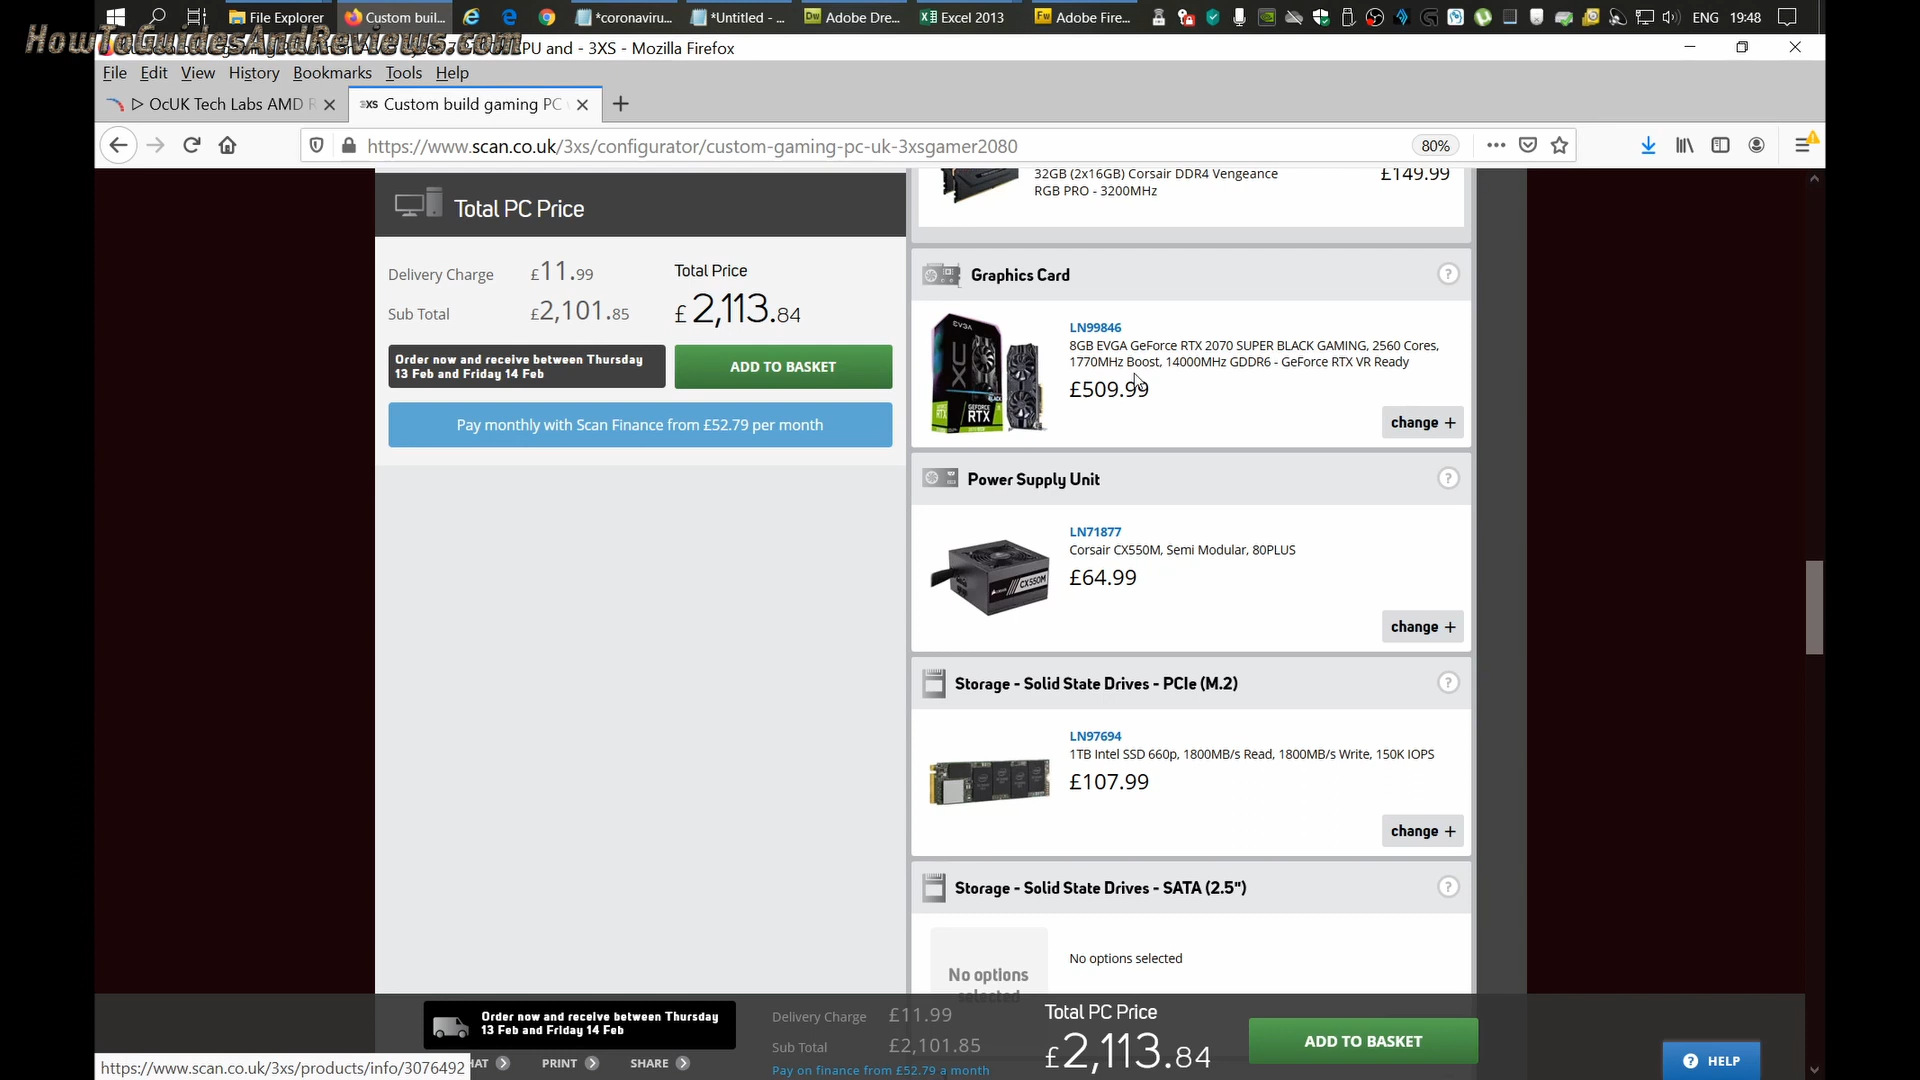 File Explorer
Custom buil...
*coronaviru...
*Untitled - ...
Adobe Dre...
Excel 2013
Adobe Fire...
ENG
19:48
HowToGuidesAndReviews.com
PU and - 3XS - Mozilla Firefox
File Edit View History Bookmarks Tools Help
OcUK Tech Labs AMD R
3XS Custom build gaming PC
https://www.scan.co.uk/3xs/configurator/custom-gaming-pc-uk-3xsgamer2080
80%
Total PC Price
Delivery Charge £11.99
Sub Total £2,101.85
Total Price
£2,113.84
Order now and receive between Thursday
13 Feb and Friday 14 Feb
ADD TO BASKET
Pay monthly with Scan Finance from £52.79 per month
32GB (2x16GB) Corsair DDR4 Vengeance
RGB PRO - 3200MHz
£149.99
Graphics Card
?
EVGA
XC
BLACK
GEFORCE
RTX
LN99846
8GB EVGA GeForce RTX 2070 SUPER BLACK GAMING, 2560 Cores,
1770MHz Boost, 14000MHz GDDR6 - GeForce RTX VR Ready
£509.99
change +
Power Supply Unit
?
CX550M
LN71877
Corsair CX550M, Semi Modular, 80PLUS
£64.99
change +
Storage - Solid State Drives - PCIe (M.2)
?
LN97694
1TB Intel SSD 660p, 1800MB/s Read, 1800MB/s Write, 150K IOPS
£107.99
change +
Storage - Solid State Drives - SATA (2.5")
?
No options
selected
No options selected
Order now and receive between Thursday
13 Feb and Friday 14 Feb
HAT
PRINT
SHARE
Delivery Charge £11.99
Sub Total £2,101.85
Pay on finance from £52.79 a month
Total PC Price
£2,113.84
ADD TO BASKET
? HELP
https://www.scan.co.uk/3xs/products/info/3076492